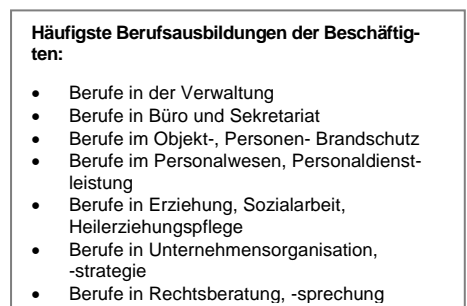 Häufigste Berufsausbildungen der Beschäftig-
ten:
• Berufe in der Verwaltung
• Berufe in Büro und Sekretariat
• Berufe im Objekt-, Personen- Brandschutz
• Berufe im Personalwesen, Personaldienst-
leistung
• Berufe in Erziehung, Sozialarbeit,
Heilerziehungspflege
• Berufe in Unternehmensorganisation,
-strategie
• Berufe in Rechtsberatung, -sprechung